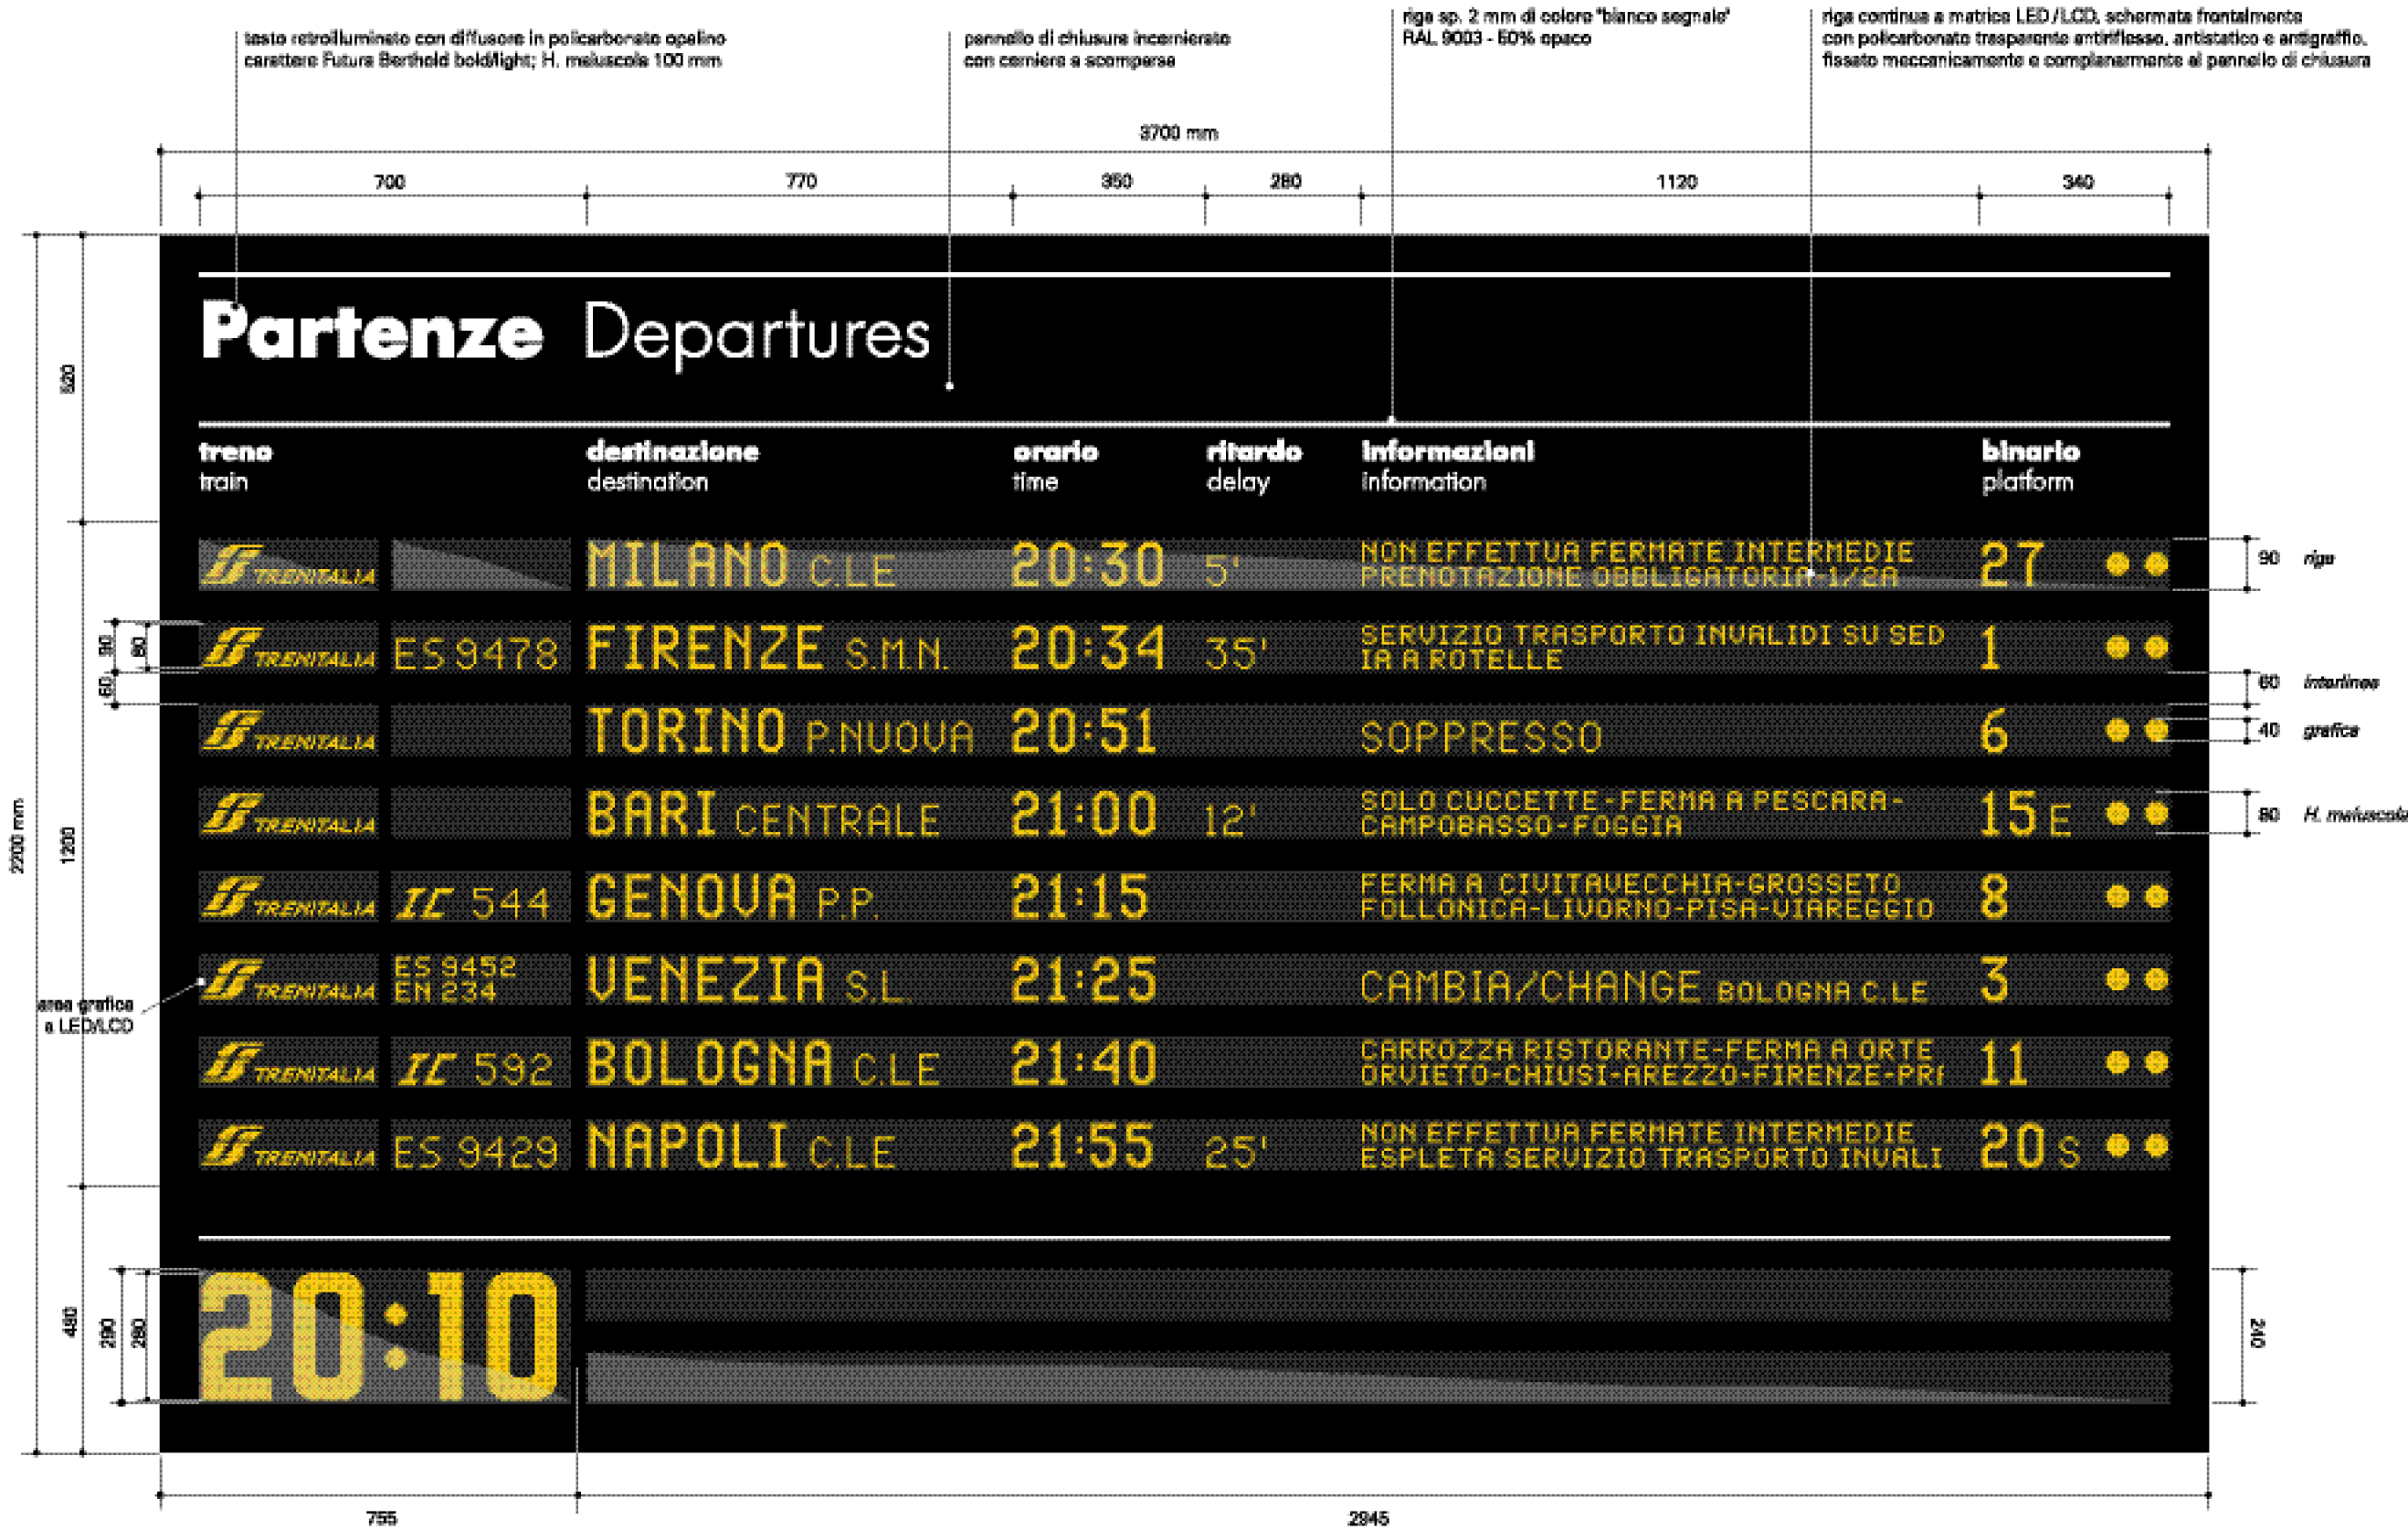 testo retroilluminato con diffusore in policarbonato opalino
carattere Futura Berthold bold/light; H. maiuscola 100 mm
pannello di chiusura incernierato
con cerniere a scomparsa
riga sp. 2 mm di colore "bianco segnale"
RAL 9003 - 50% opaco
riga continua a matrice LED/LCD, schermata frontalmente
con policarbonato trasparente antiriflesso, antistatico e antigraffio,
fissato meccanicamente e complanarmente al pannello di chiusura
3700 mm
700 770 350 280 1120 340
Partenze Departures
520
treno destinazione orario ritardo informazioni binario
train destination time delay information platform
TRENITALIA MILANO C.LE 20:30 5' NON EFFETTUA FERMATE INTERMEDIE 27
PRENOTAZIONE OBBLIGATORIA-1/2A
90 riga
90 80
TRENITALIA ES 9478 FIRENZE S.M.N. 20:34 35' SERVIZIO TRASPORTO INVALIDI SU SED 1
IA A ROTELLE
60
60 interlinea
TRENITALIA TORINO P.NUOVA 20:51 SOPPRESSO 6
40 grafica
TRENITALIA BARI CENTRALE 21:00 12' SOLO CUCCETTE-FERMA A PESCARA- 15 E
CAMPOBASSO-FOGGIA
80 H. maiuscola
2200 mm
1200
TRENITALIA IC 544 GENOVA P.P. 21:15 FERMA A CIVITAVECCHIA-GROSSETO 8
FOLLONICA-LIVORNO-PISA-VIAREGGIO
TRENITALIA ES 9452 VENEZIA S.L. 21:25 CAMBIA/CHANGE BOLOGNA C.LE 3
EN 234
area grafica
a LED/LCD
TRENITALIA IC 592 BOLOGNA C.LE 21:40 CARROZZA RISTORANTE-FERMA A ORTE 11
ORVIETO-CHIUSI-AREZZO-FIRENZE-PR
TRENITALIA ES 9429 NAPOLI C.LE 21:55 25' NON EFFETTUA FERMATE INTERMEDIE 20 S
ESPLETA SERVIZIO TRASPORTO INVALI
20:10
480 290 280
240
755 2945